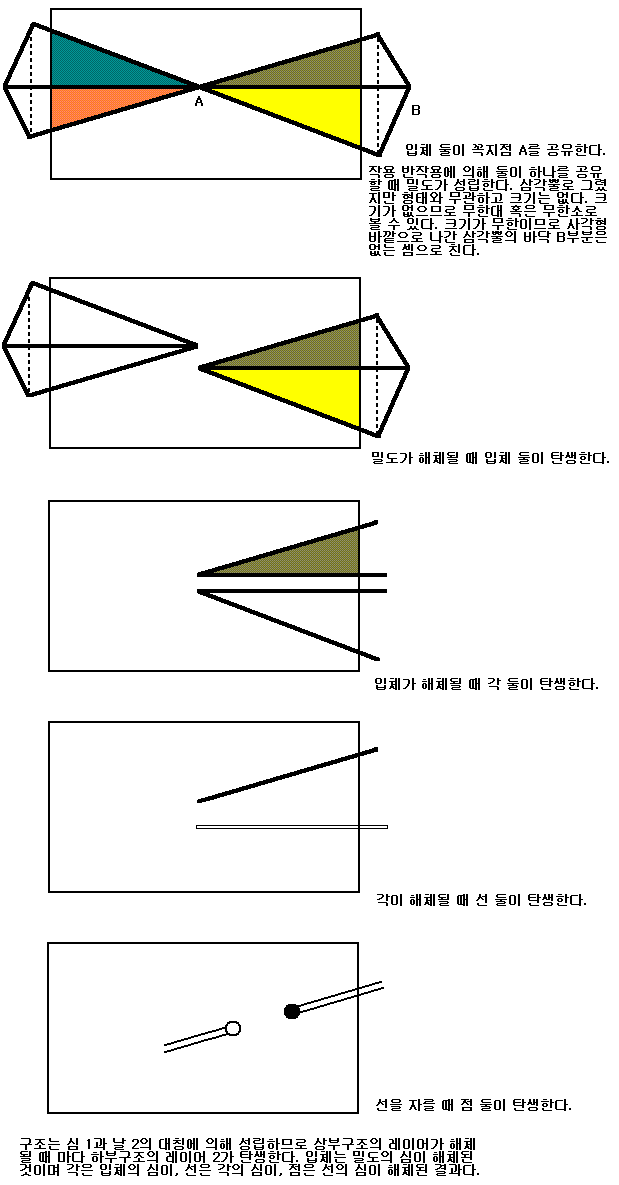 A
B
입체 둘이 꼭지점 A를 공유한다.
작용 반작용에 의해 둘이 하나를 공유
할 때 밀도가 성립한다. 삼각뿔로 그렸
지만 형태와 무관하고 크기는 없다. 크
기가 없으므로 무한대 혹은 무한소로
볼 수 있다. 크기가 무한이므로 사각형
바깥으로 나간 삼각뿔의 바닥 B부분은
없는 셈으로 친다.
밀도가 해체될 때 입체 둘이 탄생한다.
입체가 해체될 때 각 둘이 탄생한다.
각이 해체될 때 선 둘이 탄생한다.
선을 자를 때 점 둘이 탄생한다.
구조는 심 1과 날 2의 대칭에 의해 성립하므로 상부구조의 레이어가 해체
될 때 마다 하부구조의 레이어 2가 탄생한다. 입체는 밀도의 심이 해체된
것이며 각은 입체의 심이, 선은 각의 심이, 점은 선의 심이 해체된 결과다.